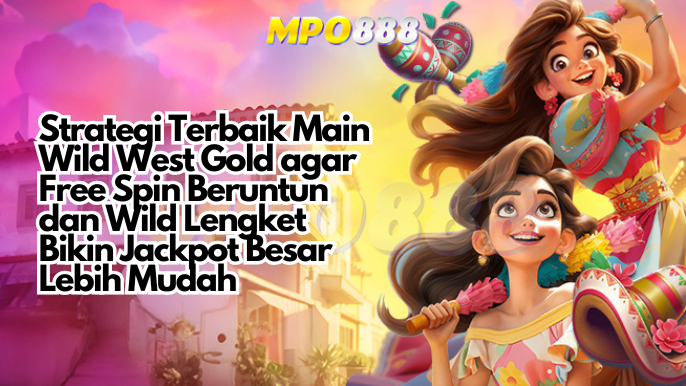 MPO888
Strategi Terbaik Main
Wild West Gold agar
Free Spin Beruntun
dan Wild Lengket
Bikin Jackpot Besar
Lebih Mudah